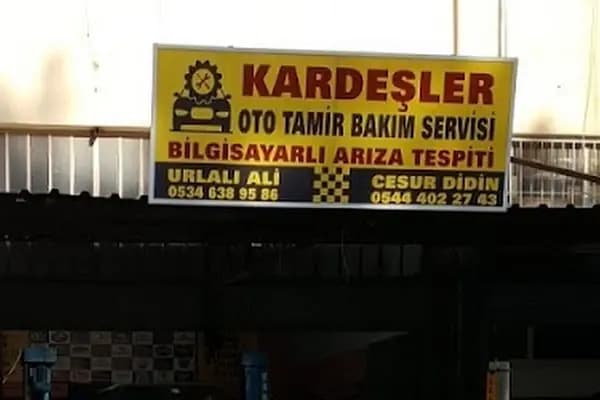 KARDEŞLER
OTO TAMİR BAKIM SERVİSİ
BİLGİSAYARLI ARIZA TESPİTİ
URLALI ALİ CESUR DİDİN
0534 638 95 86 0544 402 27 43